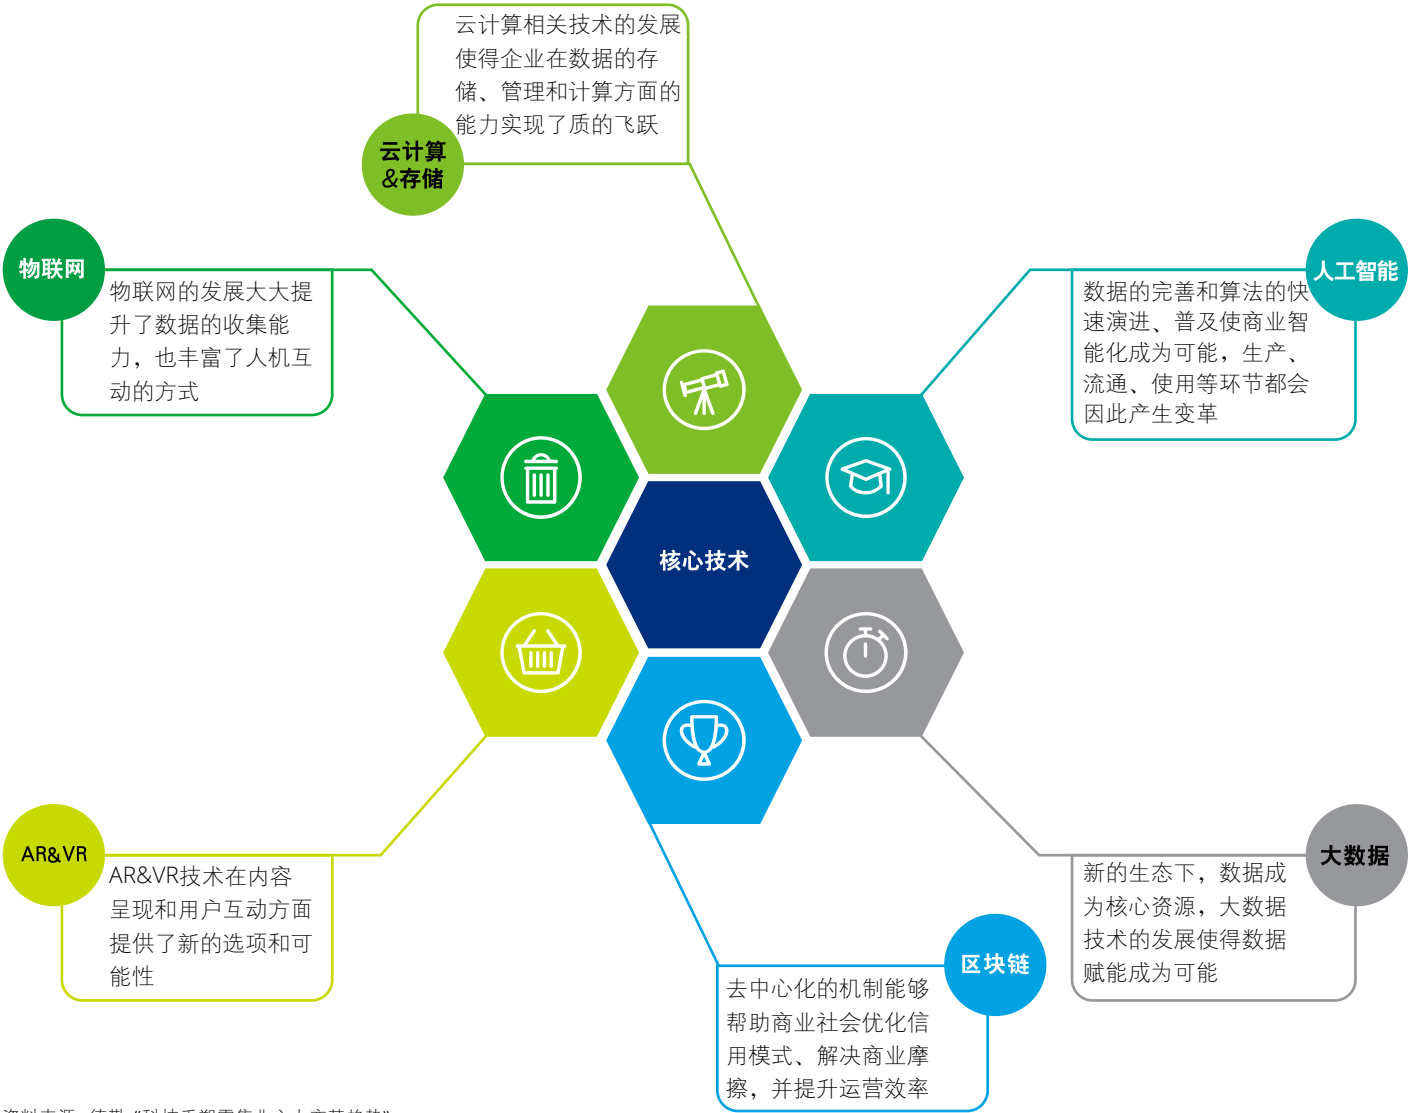 云计算相关技术的发展
使得企业在数据的存
储、管理和计算方面的
能力实现了质的飞跃
云计算
&存储
物联网
物联网的发展大大提
升了数据的收集能
力，也丰富了人机互
动的方式
人工智能
数据的完善和算法的快
速演进、普及使商业智
能化成为可能，生产、
流通、使用等环节都会
因此产生变革
核心技术
AR&VR
AR&VR技术在内容
呈现和用户互动方面
提供了新的选项和可
能性
大数据
新的生态下，数据成
为核心资源，大数据
技术的发展使得数据
赋能成为可能
区块链
去中心化的机制能够
帮助商业社会优化信
用模式、解决商业摩
擦，并提升运营效率